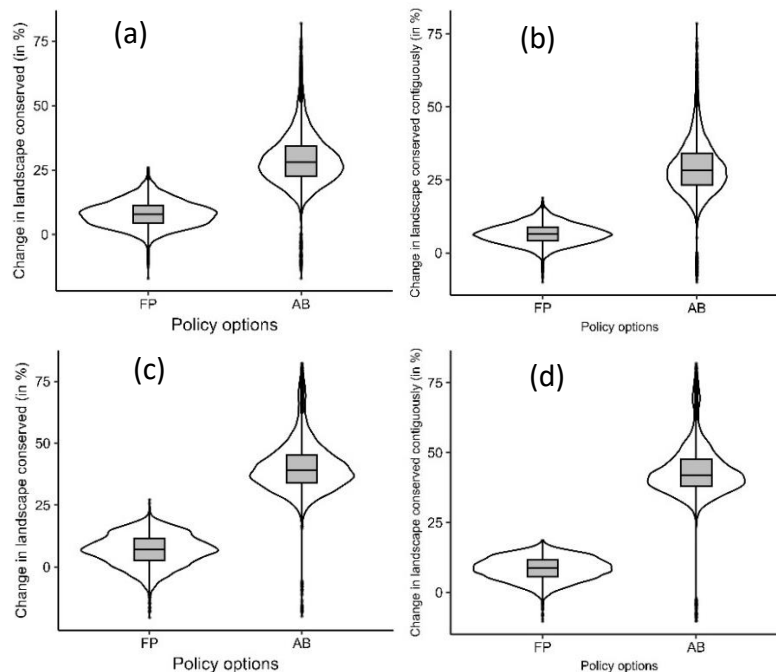 (a)
Change in landscape conserved (in %)
75
50
25
0
FP
AB
Policy options
(b)
Change in landscape conserved contiguously (in %)
75
50
25
0
FP
AB
Policy options
(c)
Change in landscape conserved (in %)
75
50
25
0
FP
AB
Policy options
(d)
Change in landscape conserved contiguously (in %)
75
50
25
0
FP
AB
Policy options